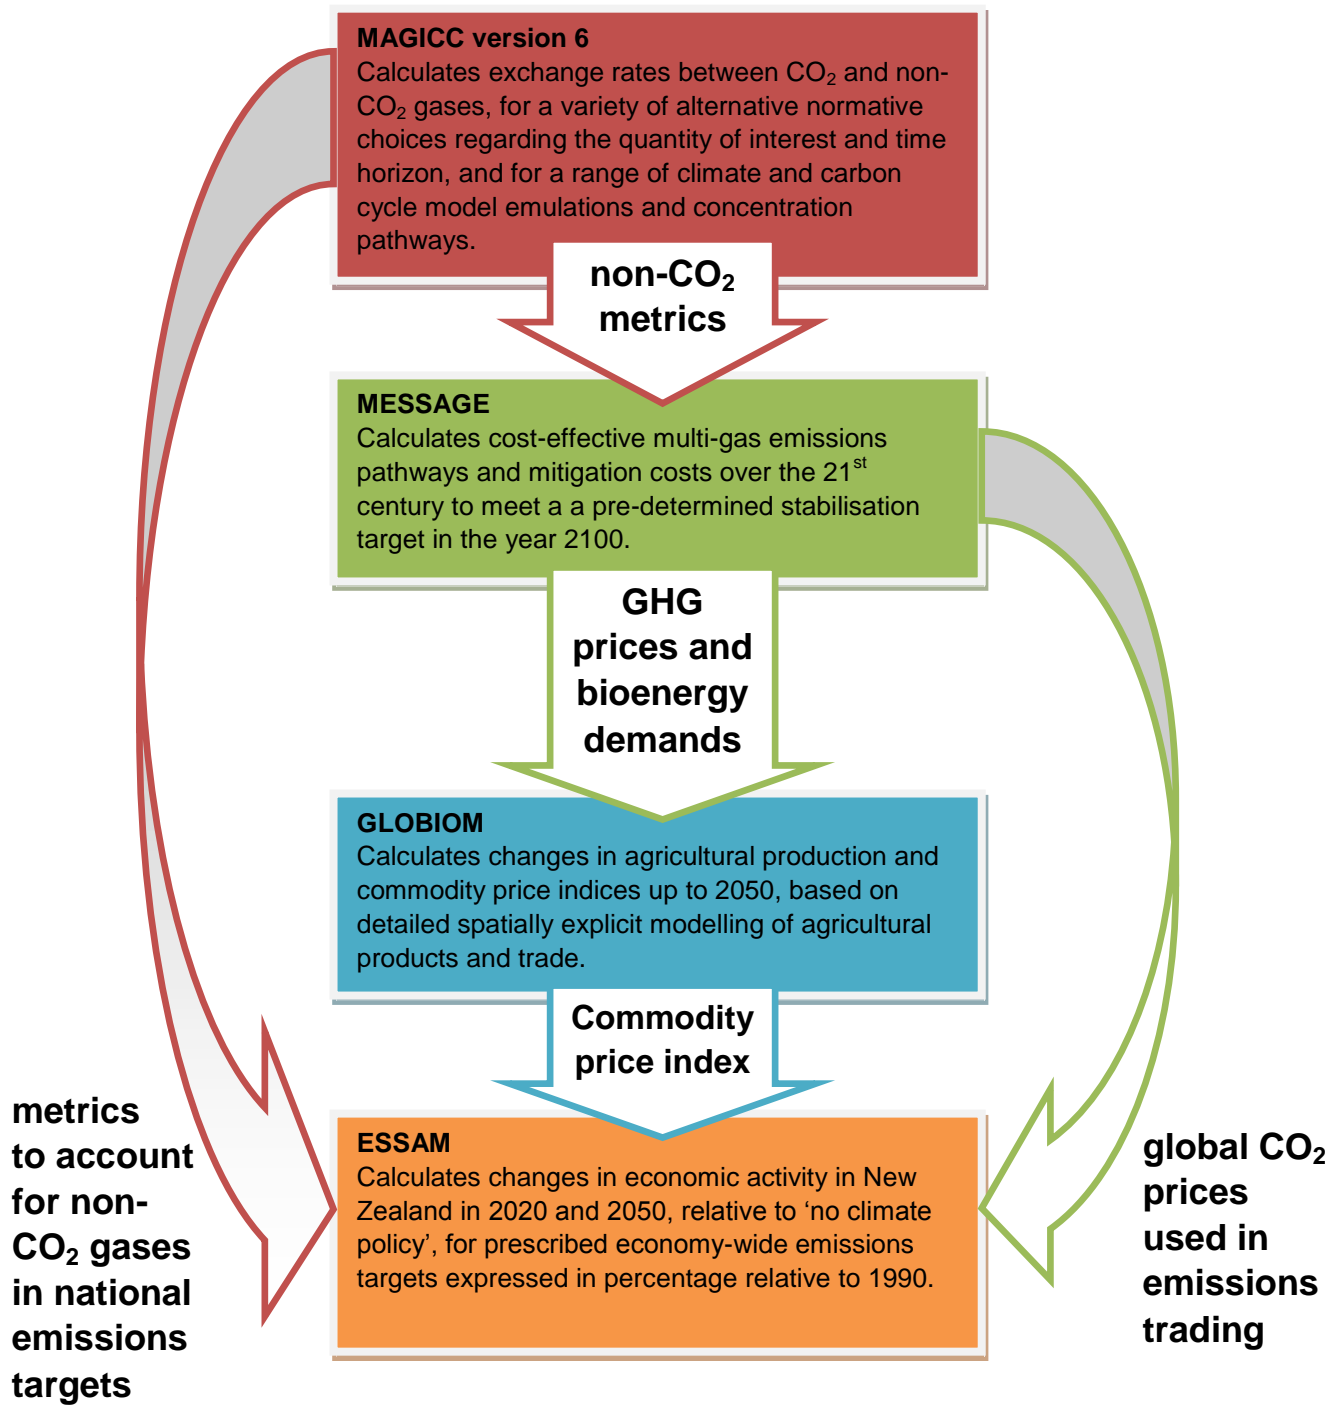 MAGICC version 6
Calculates exchange rates between CO₂ and non-
CO₂ gases, for a variety of alternative normative
choices regarding the quantity of interest and time
horizon, and for a range of climate and carbon
cycle model emulations and concentration
pathways.
non-CO₂
metrics
MESSAGE
Calculates cost-effective multi-gas emissions
pathways and mitigation costs over the 21ˢᵗ
century to meet a a pre-determined stabilisation
target in the year 2100.
GHG
prices and
bioenergy
demands
GLOBIOM
Calculates changes in agricultural production and
commodity price indices up to 2050, based on
detailed spatially explicit modelling of agricultural
products and trade.
Commodity
price index
ESSAM
Calculates changes in economic activity in New
Zealand in 2020 and 2050, relative to ‘no climate
policy’, for prescribed economy-wide emissions
targets expressed in percentage relative to 1990.
metrics
to account
for non-
CO₂ gases
in national
emissions
targets
global CO₂
prices
used in
emissions
trading